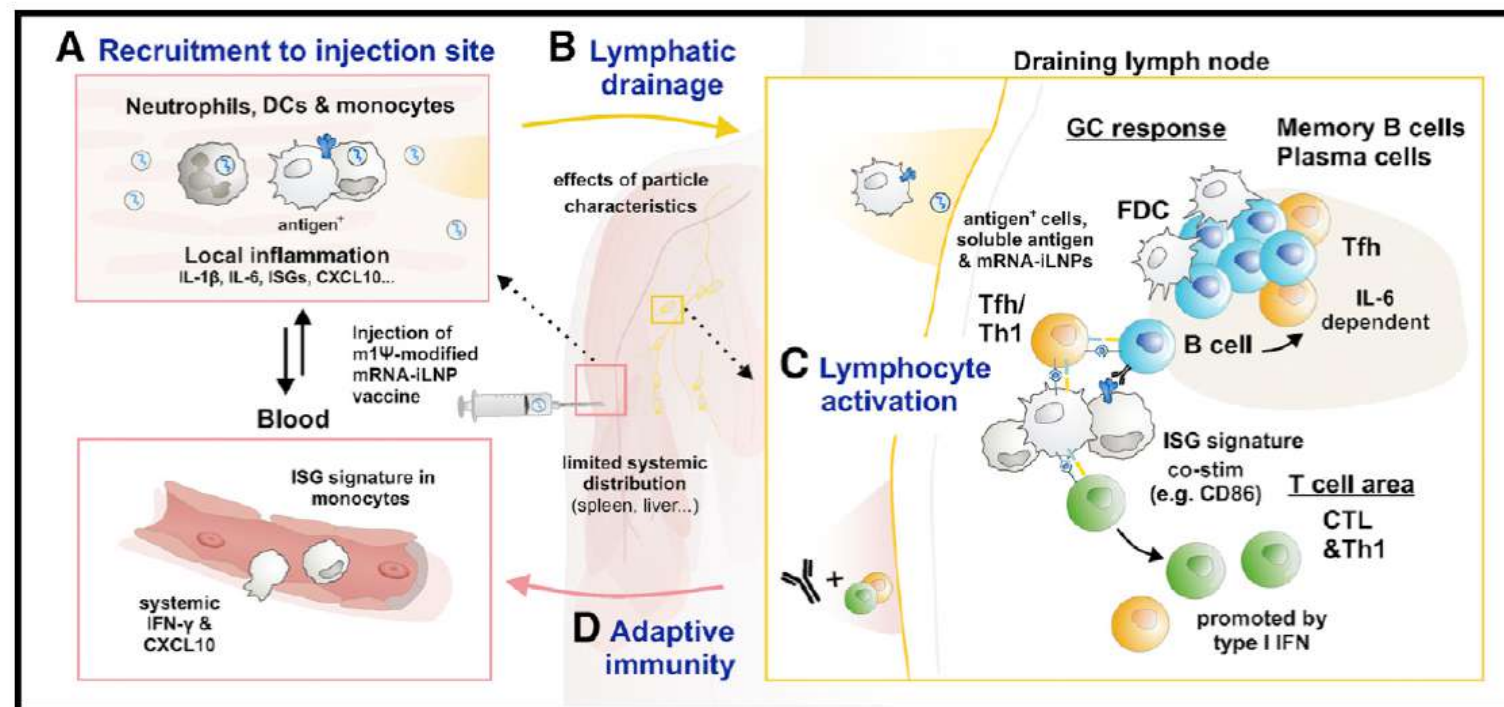 A Recruitment to injection site
Neutrophils, DCs & monocytes
antigen⁺
Local inflammation
IL-1β, IL-6, ISGs, CXCL10...
Injection of
m1Ψ-modified
mRNA-iLNP
vaccine
Blood
ISG signature in
monocytes
systemic
IFN-γ &
CXCL10
B Lymphatic
drainage
effects of particle
characteristics
limited systemic
distribution
(spleen, liver...)
Draining lymph node
GC response
Memory B cells
Plasma cells
antigen⁺ cells,
soluble antigen
& mRNA-iLNPs
FDC
Tfh
IL-6
dependent
Tfh/
Th1
B cell
C Lymphocyte
activation
ISG signature
co-stim
(e.g. CD86)
T cell area
CTL
&Th1
promoted by
type I IFN
+
D Adaptive
immunity